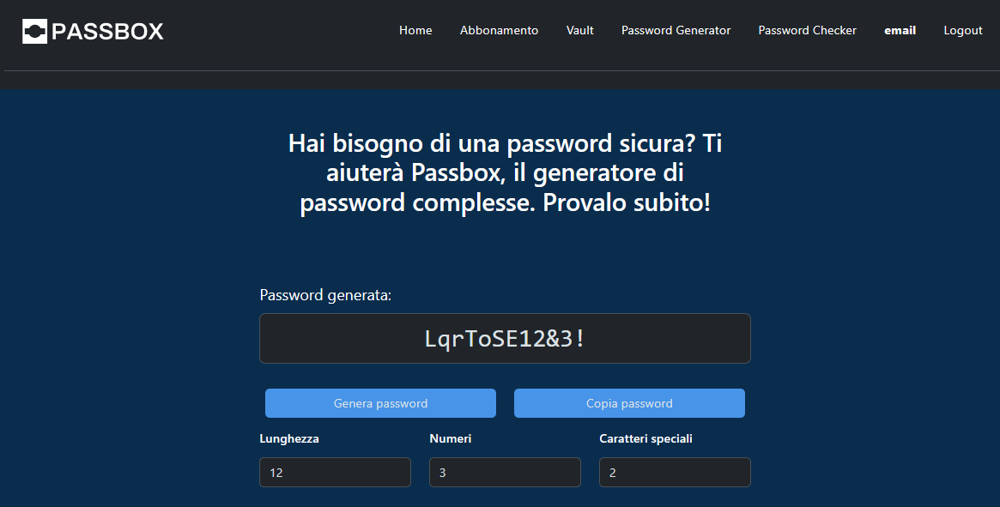 PASSBOX
Home Abbonamento Vault Password Generator Password Checker email Logout
Hai bisogno di una password sicura? Ti
aiuterà Passbox, il generatore di
password complesse. Provalo subito!
Password generata:
LqrToSE12&3!
Genera password Copia password
Lunghezza Numeri Caratteri speciali
12 3 2